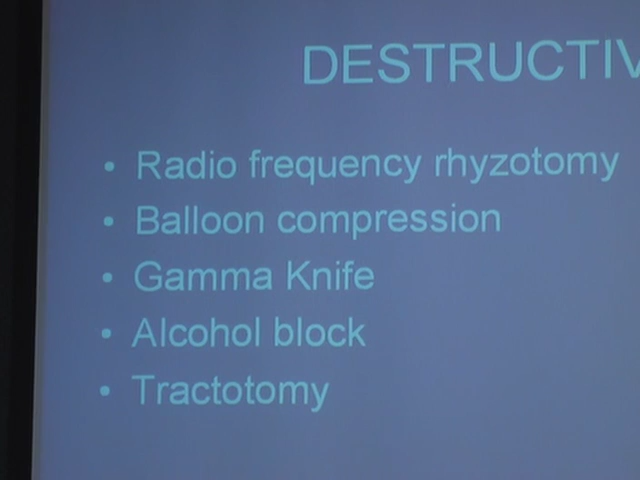 DESTRUCTIV
• Radio frequency rhyzotomy
• Balloon compression
• Gamma Knife
• Alcohol block
• Tractotomy